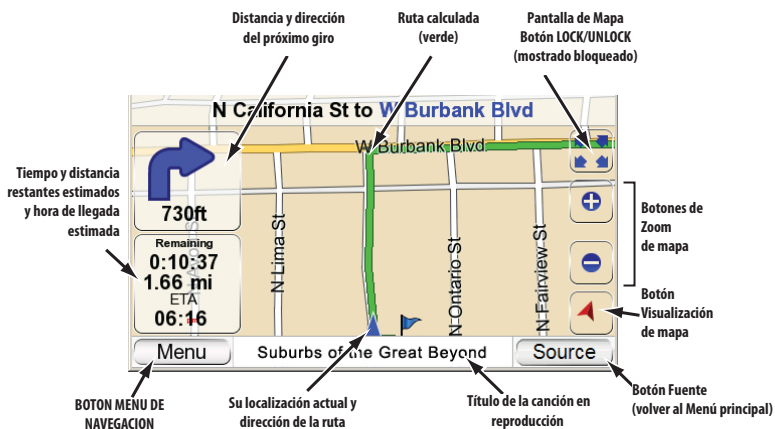 Distancia y dirección
del próximo giro
Ruta calculada
(verde)
Pantalla de Mapa
Botón LOCK/UNLOCK
(mostrado bloqueado)
N California St to W Burbank Blvd
W Burbank Blvd
Tiempo y distancia
restantes estimados
y hora de llegada
estimada
730ft
Remaining
0:10:37
1.66 mi
ETA
06:16
N Lima St
N Ontario St
N Fairview St
Botones de
Zoom
de mapa
Botón
Visualización
de mapa
Menu
Suburbs of the Great Beyond
Source
BOTON MENU DE
NAVEGACION
Su localización actual y
dirección de la ruta
Título de la canción en
reproducción
Botón Fuente
(volver al Menú principal)